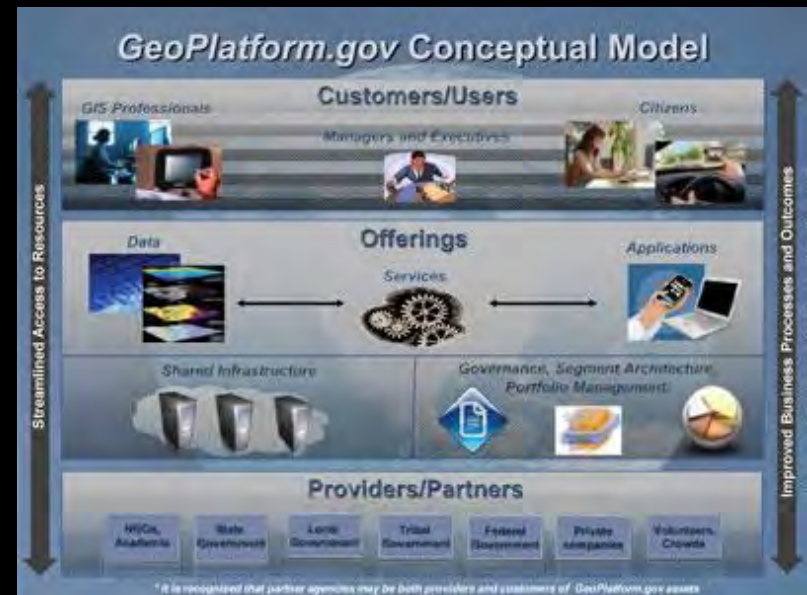 GeoPlatform.gov Conceptual Model
Streamlined Access to Resources
Customers/Users
GIS Professionals
Managers and Executives
Citizens
Offerings
Data
Services
Applications
Shared Infrastructure
Governance, Segment Architecture,
Portfolio Management
Providers/Partners
NGOs,
Academia
State
Government
Local
Government
Tribal
Government
Federal
Government
Private
companies
Volunteers,
Crowds
* It is recognized that partner agencies may be both providers and customers of GeoPlatform.gov assets
Improved Business Processes and Outcomes